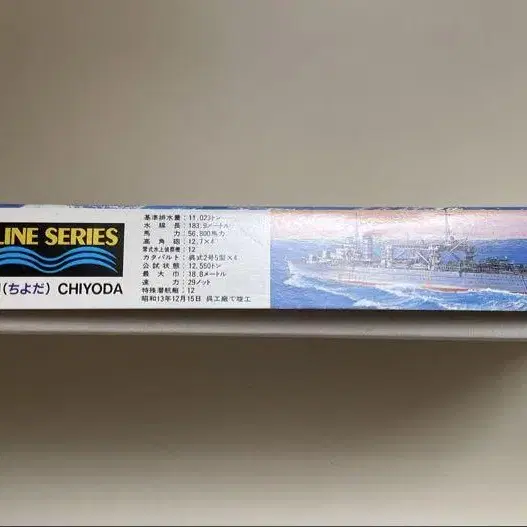 LINE SERIES
(ちよだ) CHIYODA
基準排水量：11,023トン
水線長：183.9メートル
馬力：56,800馬力
高角砲：12.7×4
零式水上偵察機：12
カタパルト：呉式2号5型×4
公試状態：12,550トン
最大巾：18.8メートル
速力：29ノット
特殊潜航艇：12
昭和13年12月15日 呉工廠で竣工